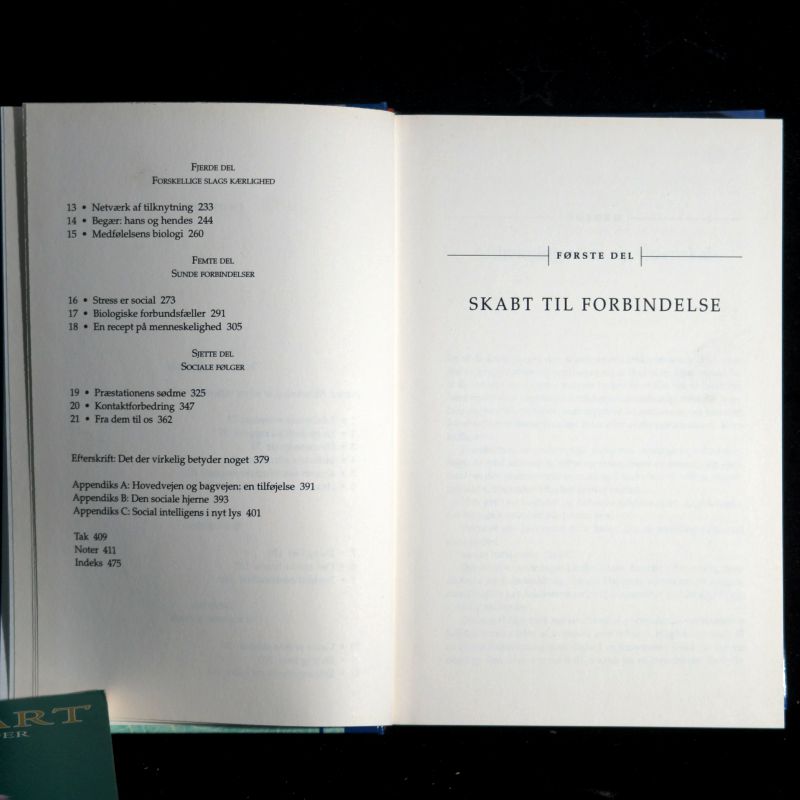 FJERDE DEL
FORSKELLIGE SLAGS KÆRLIGHED
13 • Netværk af tilknytning 233
14 • Begær: hans og hendes 244
15 • Medfølelsens biologi 260
FEMTE DEL
SUNDE FORBINDELSER
16 • Stress er social 273
17 • Biologiske forbundsfæller 291
18 • En recept på menneskelighed 305
SJETTE DEL
SOCIALE FØLGER
19 • Præstationens sødme 325
20 • Kontaktforbedring 347
21 • Fra dem til os 362
Efterskrift: Det der virkelig betyder noget 379
Appendiks A: Hovedvejen og bagvejen: en tilføjelse 391
Appendiks B: Den sociale hjerne 393
Appendiks C: Social intelligens i nyt lys 401
Tak 409
Noter 411
Indeks 475
FØRSTE DEL
SKABT TIL FORBINDELSE
ART